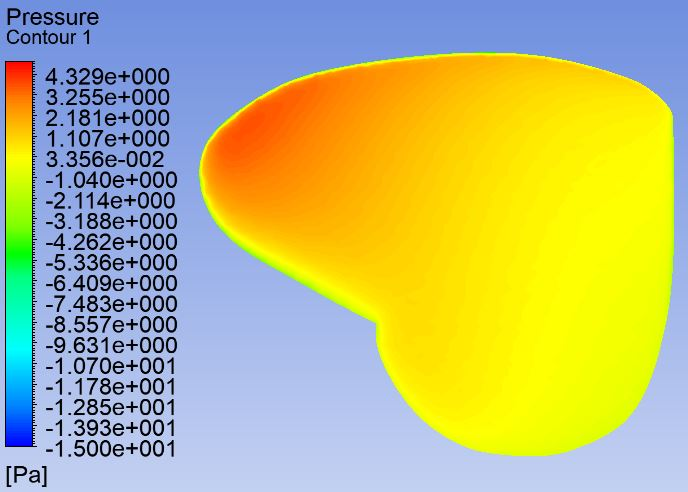 Pressure
Contour 1
4.329e+000
3.255e+000
2.181e+000
1.107e+000
3.356e-002
-1.040e+000
-2.114e+000
-3.188e+000
-4.262e+000
-5.336e+000
-6.409e+000
-7.483e+000
-8.557e+000
-9.631e+000
-1.070e+001
-1.178e+001
-1.285e+001
-1.393e+001
-1.500e+001
[Pa]